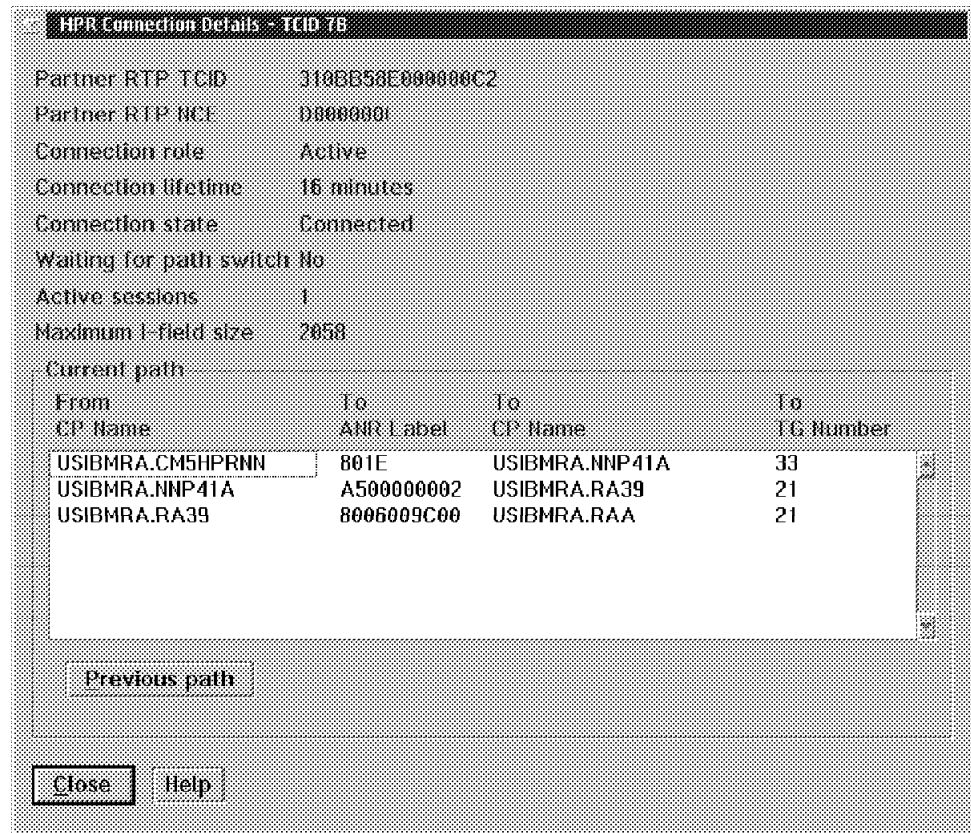 HPR Connection Details - TCID 7B
Partner RTP TCID 310BB58E000000C2
Partner RTP NCE
Connection role Active
Connection lifetime 16 minutes
Connection state Connected
Waiting for path switch No
Active sessions 1
Maximum I-field size 2058
Current path
From To To To
CP Name ANR Label CP Name TG Number
USIBMRA.CM5HPRNN 801E USIBMRA.NNP41A 33
USIBMRA.NNP41A A500000002 USIBMRA.RA39 21
USIBMRA.RA39 8006009C00 USIBMRA.RAA 21
Previous path
Close Help